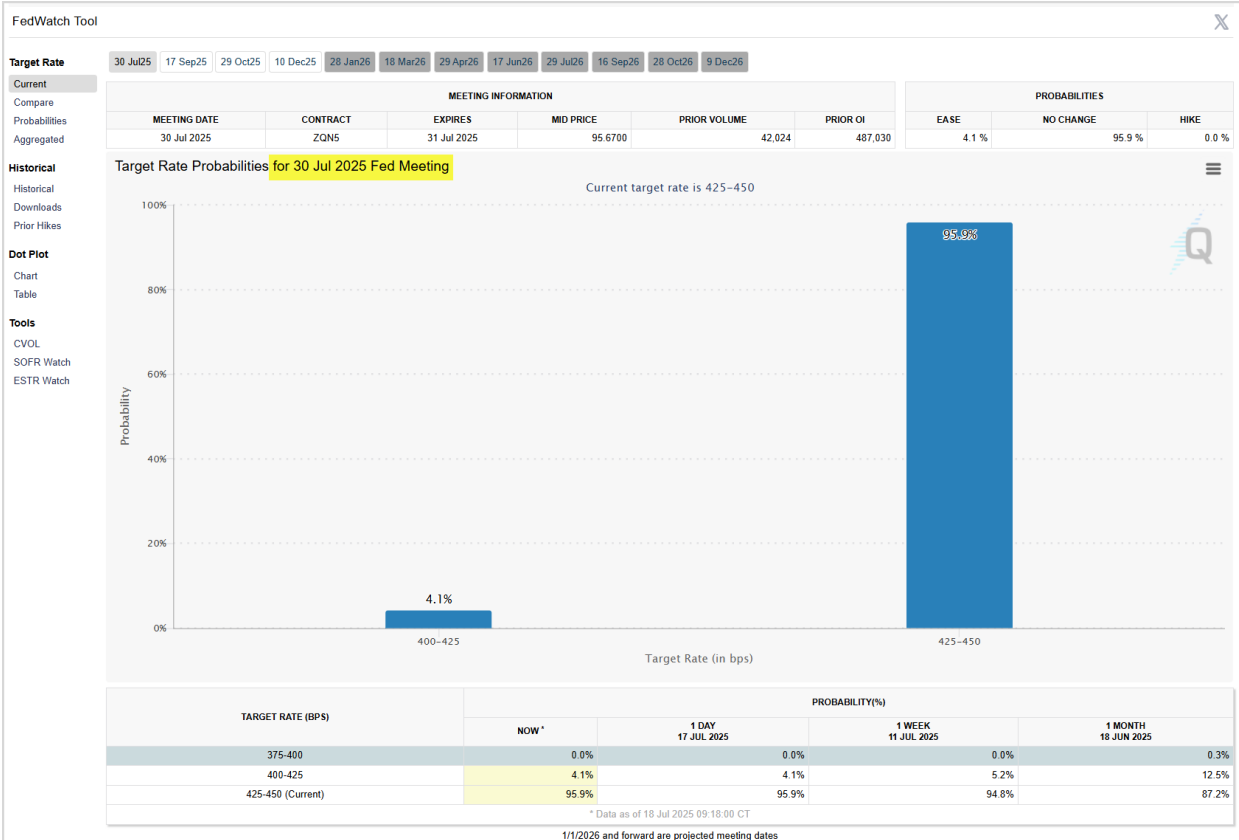 FedWatch Tool
X
Target Rate
Current
Compare
Probabilities
Aggregated
Historical
Historical
Downloads
Prior Hikes
Dot Plot
Chart
Table
Tools
CVOL
SOFR Watch
ESTR Watch
30 Jul25 17 Sep25 29 Oct25 10 Dec25 28 Jan26 18 Mar26 29 Apr26 17 Jun26 29 Jul26 16 Sep26 28 Oct26 9 Dec26
MEETING INFORMATION
MEETING DATE CONTRACT EXPIRES MID PRICE PRIOR VOLUME PRIOR OI
30 Jul 2025 ZQN5 31 Jul 2025 95.6700 42,024 487,030
PROBABILITIES
EASE NO CHANGE HIKE
4.1 % 95.9 % 0.0 %
Target Rate Probabilities for 30 Jul 2025 Fed Meeting
Current target rate is 425-450
Q
Probability
100%
80%
60%
40%
20%
0%
95.9%
4.1%
400-425 425-450
Target Rate (in bps)
TARGET RATE (BPS) PROBABILITY(%)
NOW * 1 DAY 1 WEEK 1 MONTH
17 JUL 2025 11 JUL 2025 18 JUN 2025
375-400 0.0% 0.0% 0.0% 0.3%
400-425 4.1% 4.1% 5.2% 12.5%
425-450 (Current) 95.9% 95.9% 94.8% 87.2%
* Data as of 18 Jul 2025 09:18:00 CT
1/1/2026 and forward are projected meeting dates